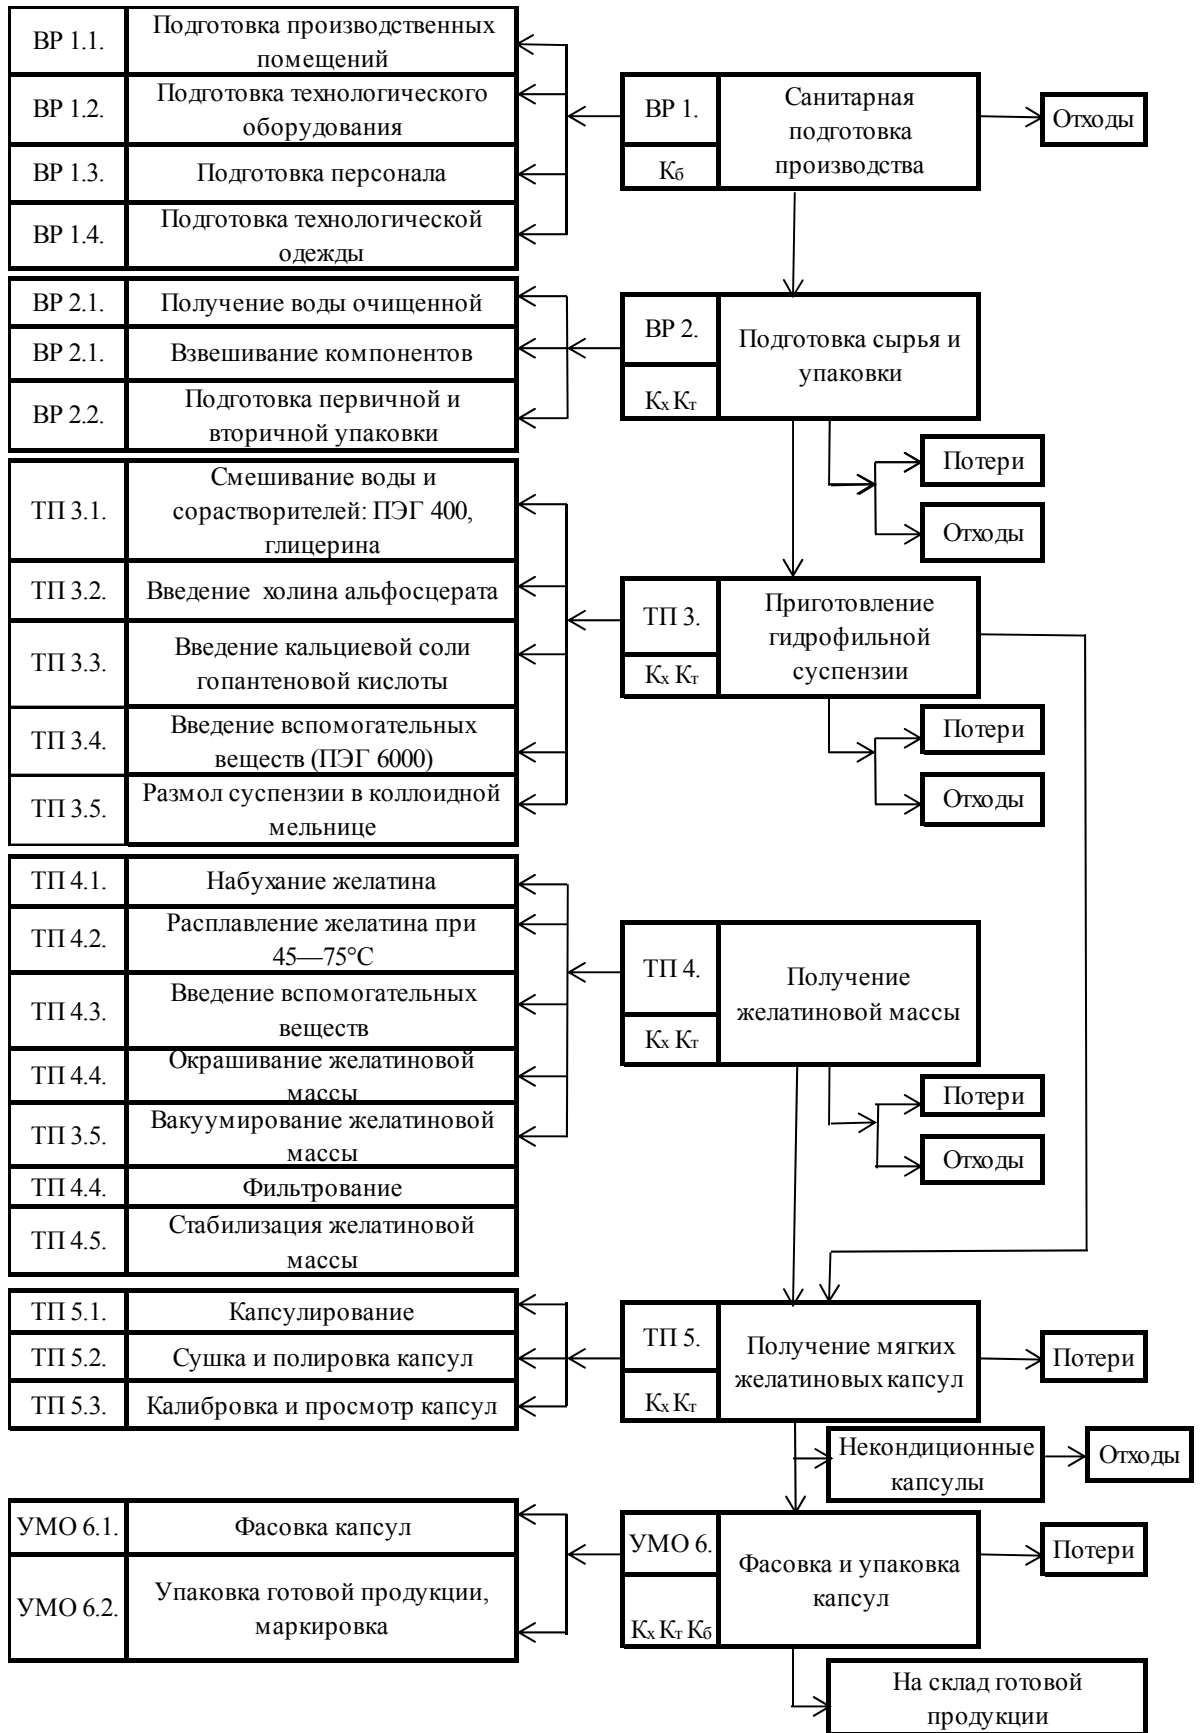 ВР 1.1.
Подготовка производственных
помещений
ВР 1.2.
Подготовка технологического
оборудования
ВР 1.3.
Подготовка персонала
ВР 1.4.
Подготовка технологической
одежды
ВР 1.
Кб
Санитарная
подготовка
производства
Отходы
ВР 2.1.
Получение воды очищенной
ВР 2.1.
Взвешивание компонентов
ВР 2.2.
Подготовка первичной и
вторичной упаковки
ВР 2.
Кх Кт
Подготовка сырья и
упаковки
Потери
Отходы
ТП 3.1.
Смешивание воды и
сорастворителей: ПЭГ 400,
глицерина
ТП 3.2.
Введение холина альфосцерата
ТП 3.3.
Введение кальциевой соли
гопантеновой кислоты
ТП 3.4.
Введение вспомогательных
веществ (ПЭГ 6000)
ТП 3.5.
Размол суспензии в коллоидной
мельнице
ТП 3.
Кх Кт
Приготовление
гидрофильной
суспензии
Потери
Отходы
ТП 4.1.
Набухание желатина
ТП 4.2.
Расплавление желатина при
45—75°С
ТП 4.3.
Введение вспомогательных
веществ
ТП 4.4.
Окрашивание желатиновой
массы
ТП 3.5.
Вакуумирование желатиновой
массы
ТП 4.4.
Фильтрование
ТП 4.5.
Стабилизация желатиновой
массы
ТП 4.
Кх Кт
Получение
желатиновой массы
Потери
Отходы
ТП 5.1.
Капсулирование
ТП 5.2.
Сушка и полировка капсул
ТП 5.3.
Калибровка и просмотр капсул
ТП 5.
Кх Кт
Получение мягких
желатиновых капсул
Потери
Некондиционные
капсулы
Отходы
УМО 6.1.
Фасовка капсул
УМО 6.2.
Упаковка готовой продукции,
маркировка
УМО 6.
Кх Кт Кб
Фасовка и упаковка
капсул
Потери
На склад готовой
продукции